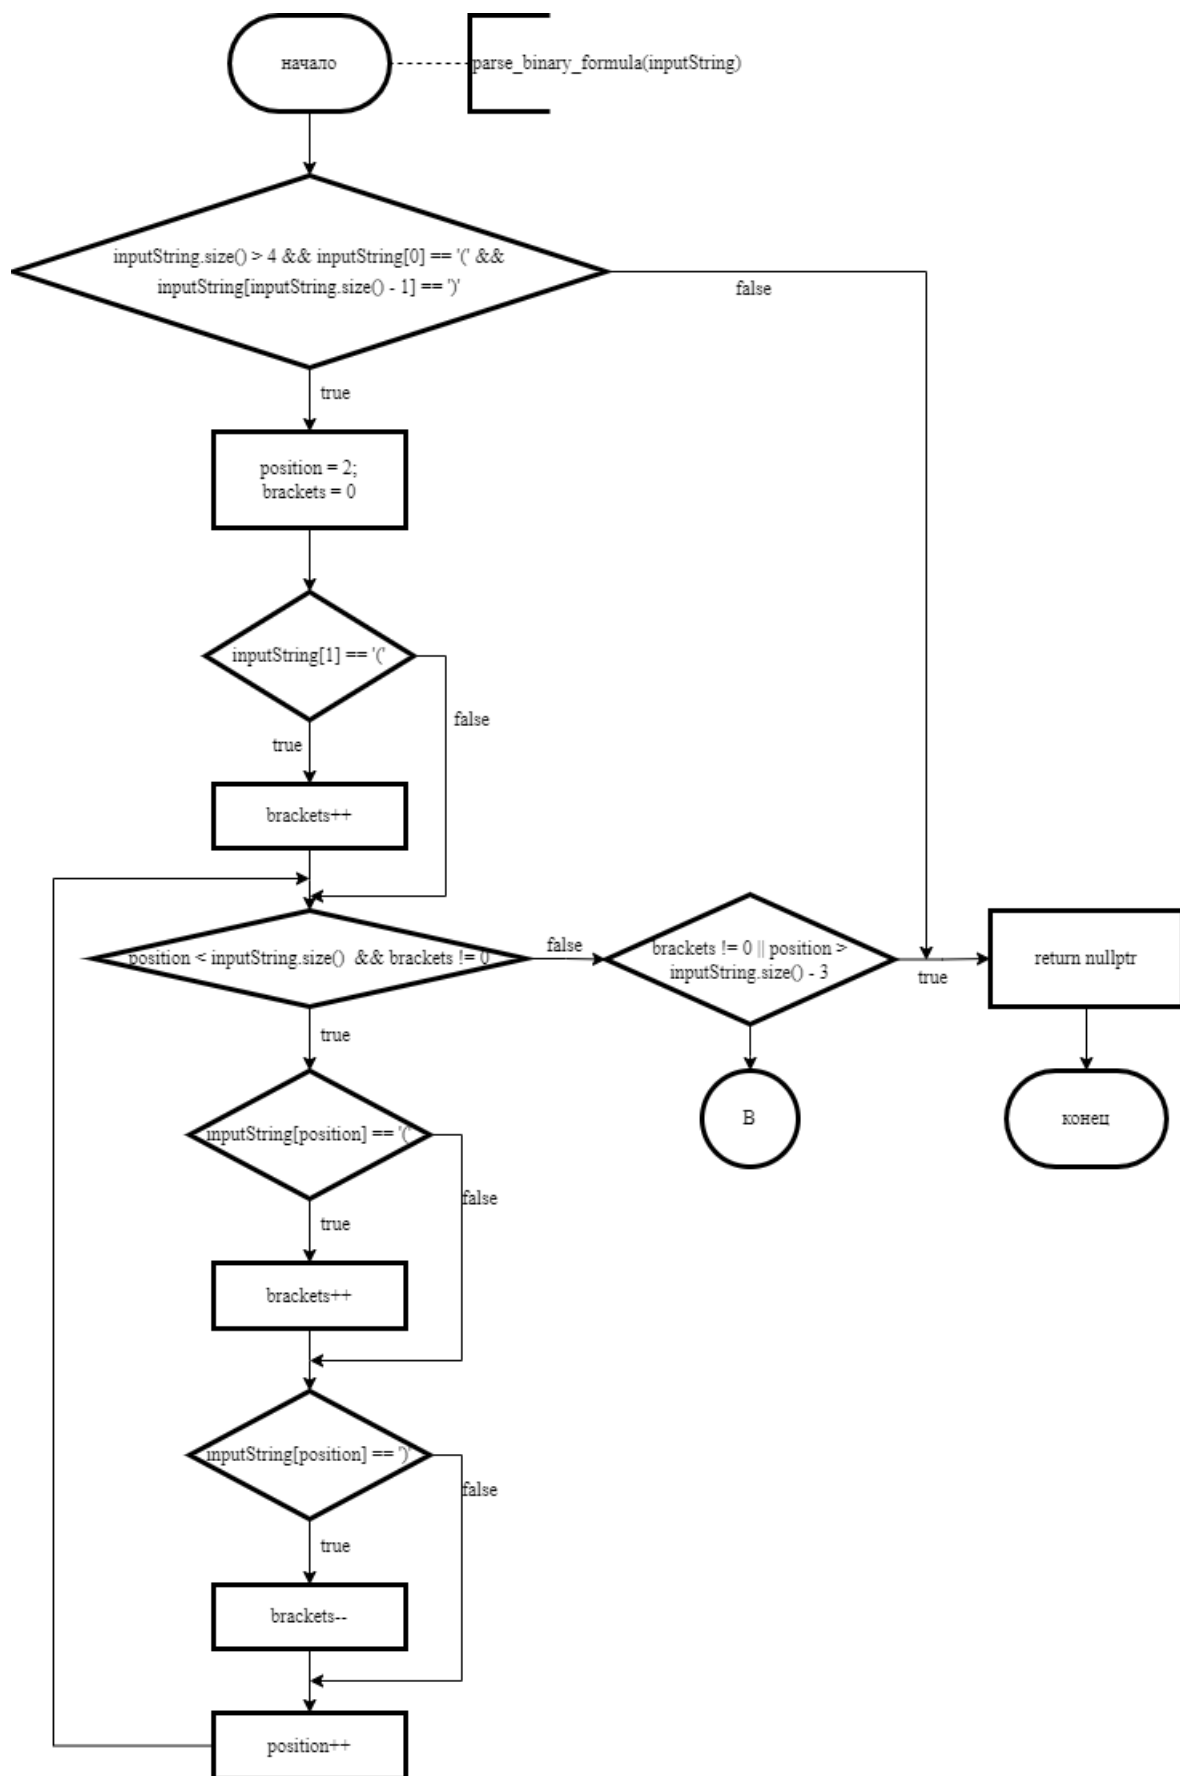 начало
parse_binary_formula(inputString)
inputString.size() > 4 && inputString[0] == '(' &&
inputString[inputString.size() - 1] == ')'
false
true
position = 2;
brackets = 0
inputString[1] == '('
false
true
brackets++
position < inputString.size() && brackets != 0
false
brackets != 0 || position >
inputString.size() - 3
true
return nullptr
true
B
конец
inputString[position] == '('
false
true
brackets++
inputString[position] == ')'
false
true
brackets--
position++